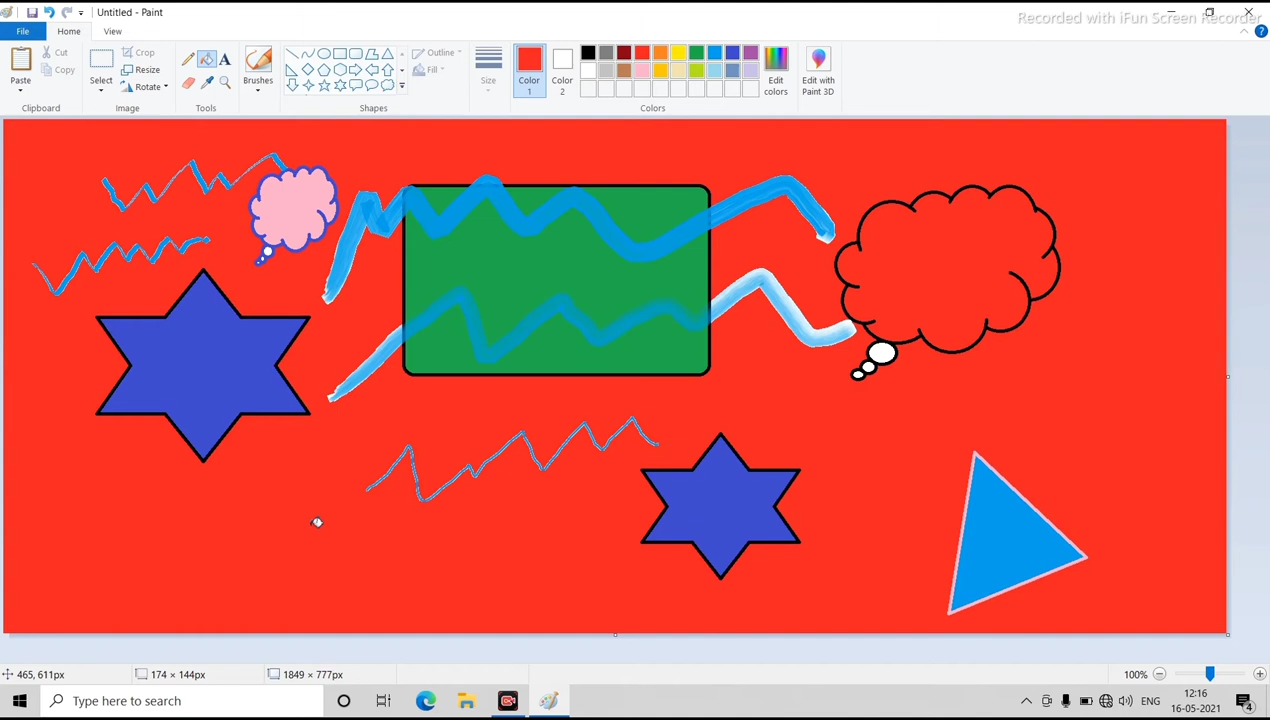 Untitled - Paint
Recorded with iFun Screen Recorder
File
Home
View
Paste
Cut
Copy
Clipboard
Select
Crop
Resize
Rotate
Image
A
Tools
Brushes
Outline
Fill
Shapes
Size
Color
1
Color
2
Edit
colors
Colors
Edit with
Paint 3D
465, 611px
174 × 144px
1849 × 777px
100%
Type here to search
ENG
12:16
16-05-2021
4